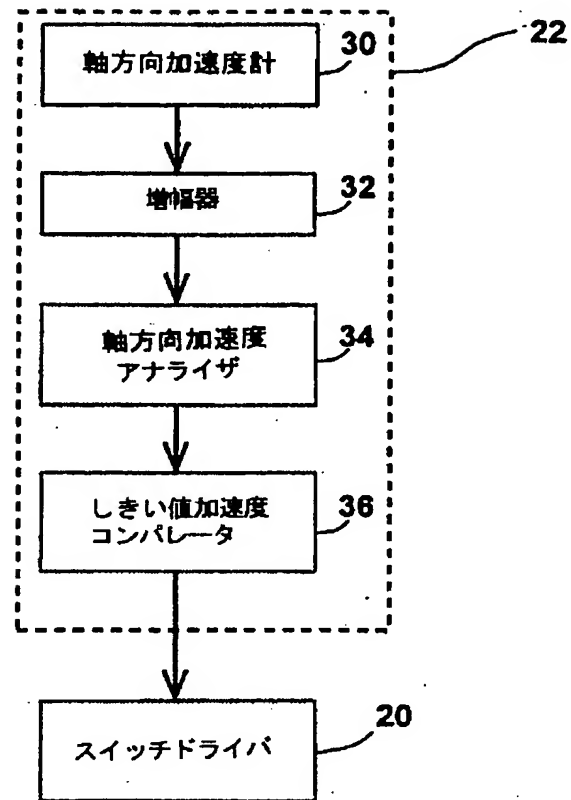 軸方向加速度計
30
22
増幅器
32
軸方向加速度
アナライザ
34
しきい値加速度
コンパレータ
36
スイッチドライバ
20